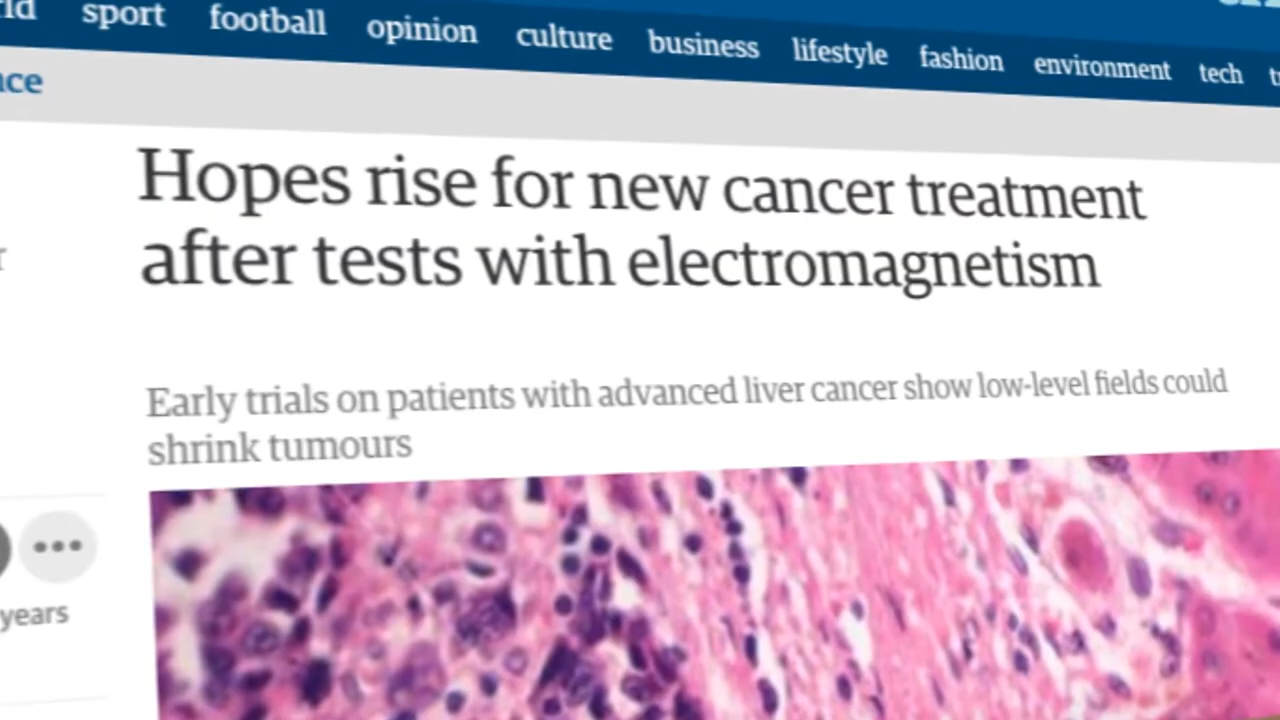 sport football opinion culture business lifestyle fashion environment tech
Hopes rise for new cancer treatment
after tests with electromagnetism
Early trials on patients with advanced liver cancer show low-level fields could
shrink tumours
years